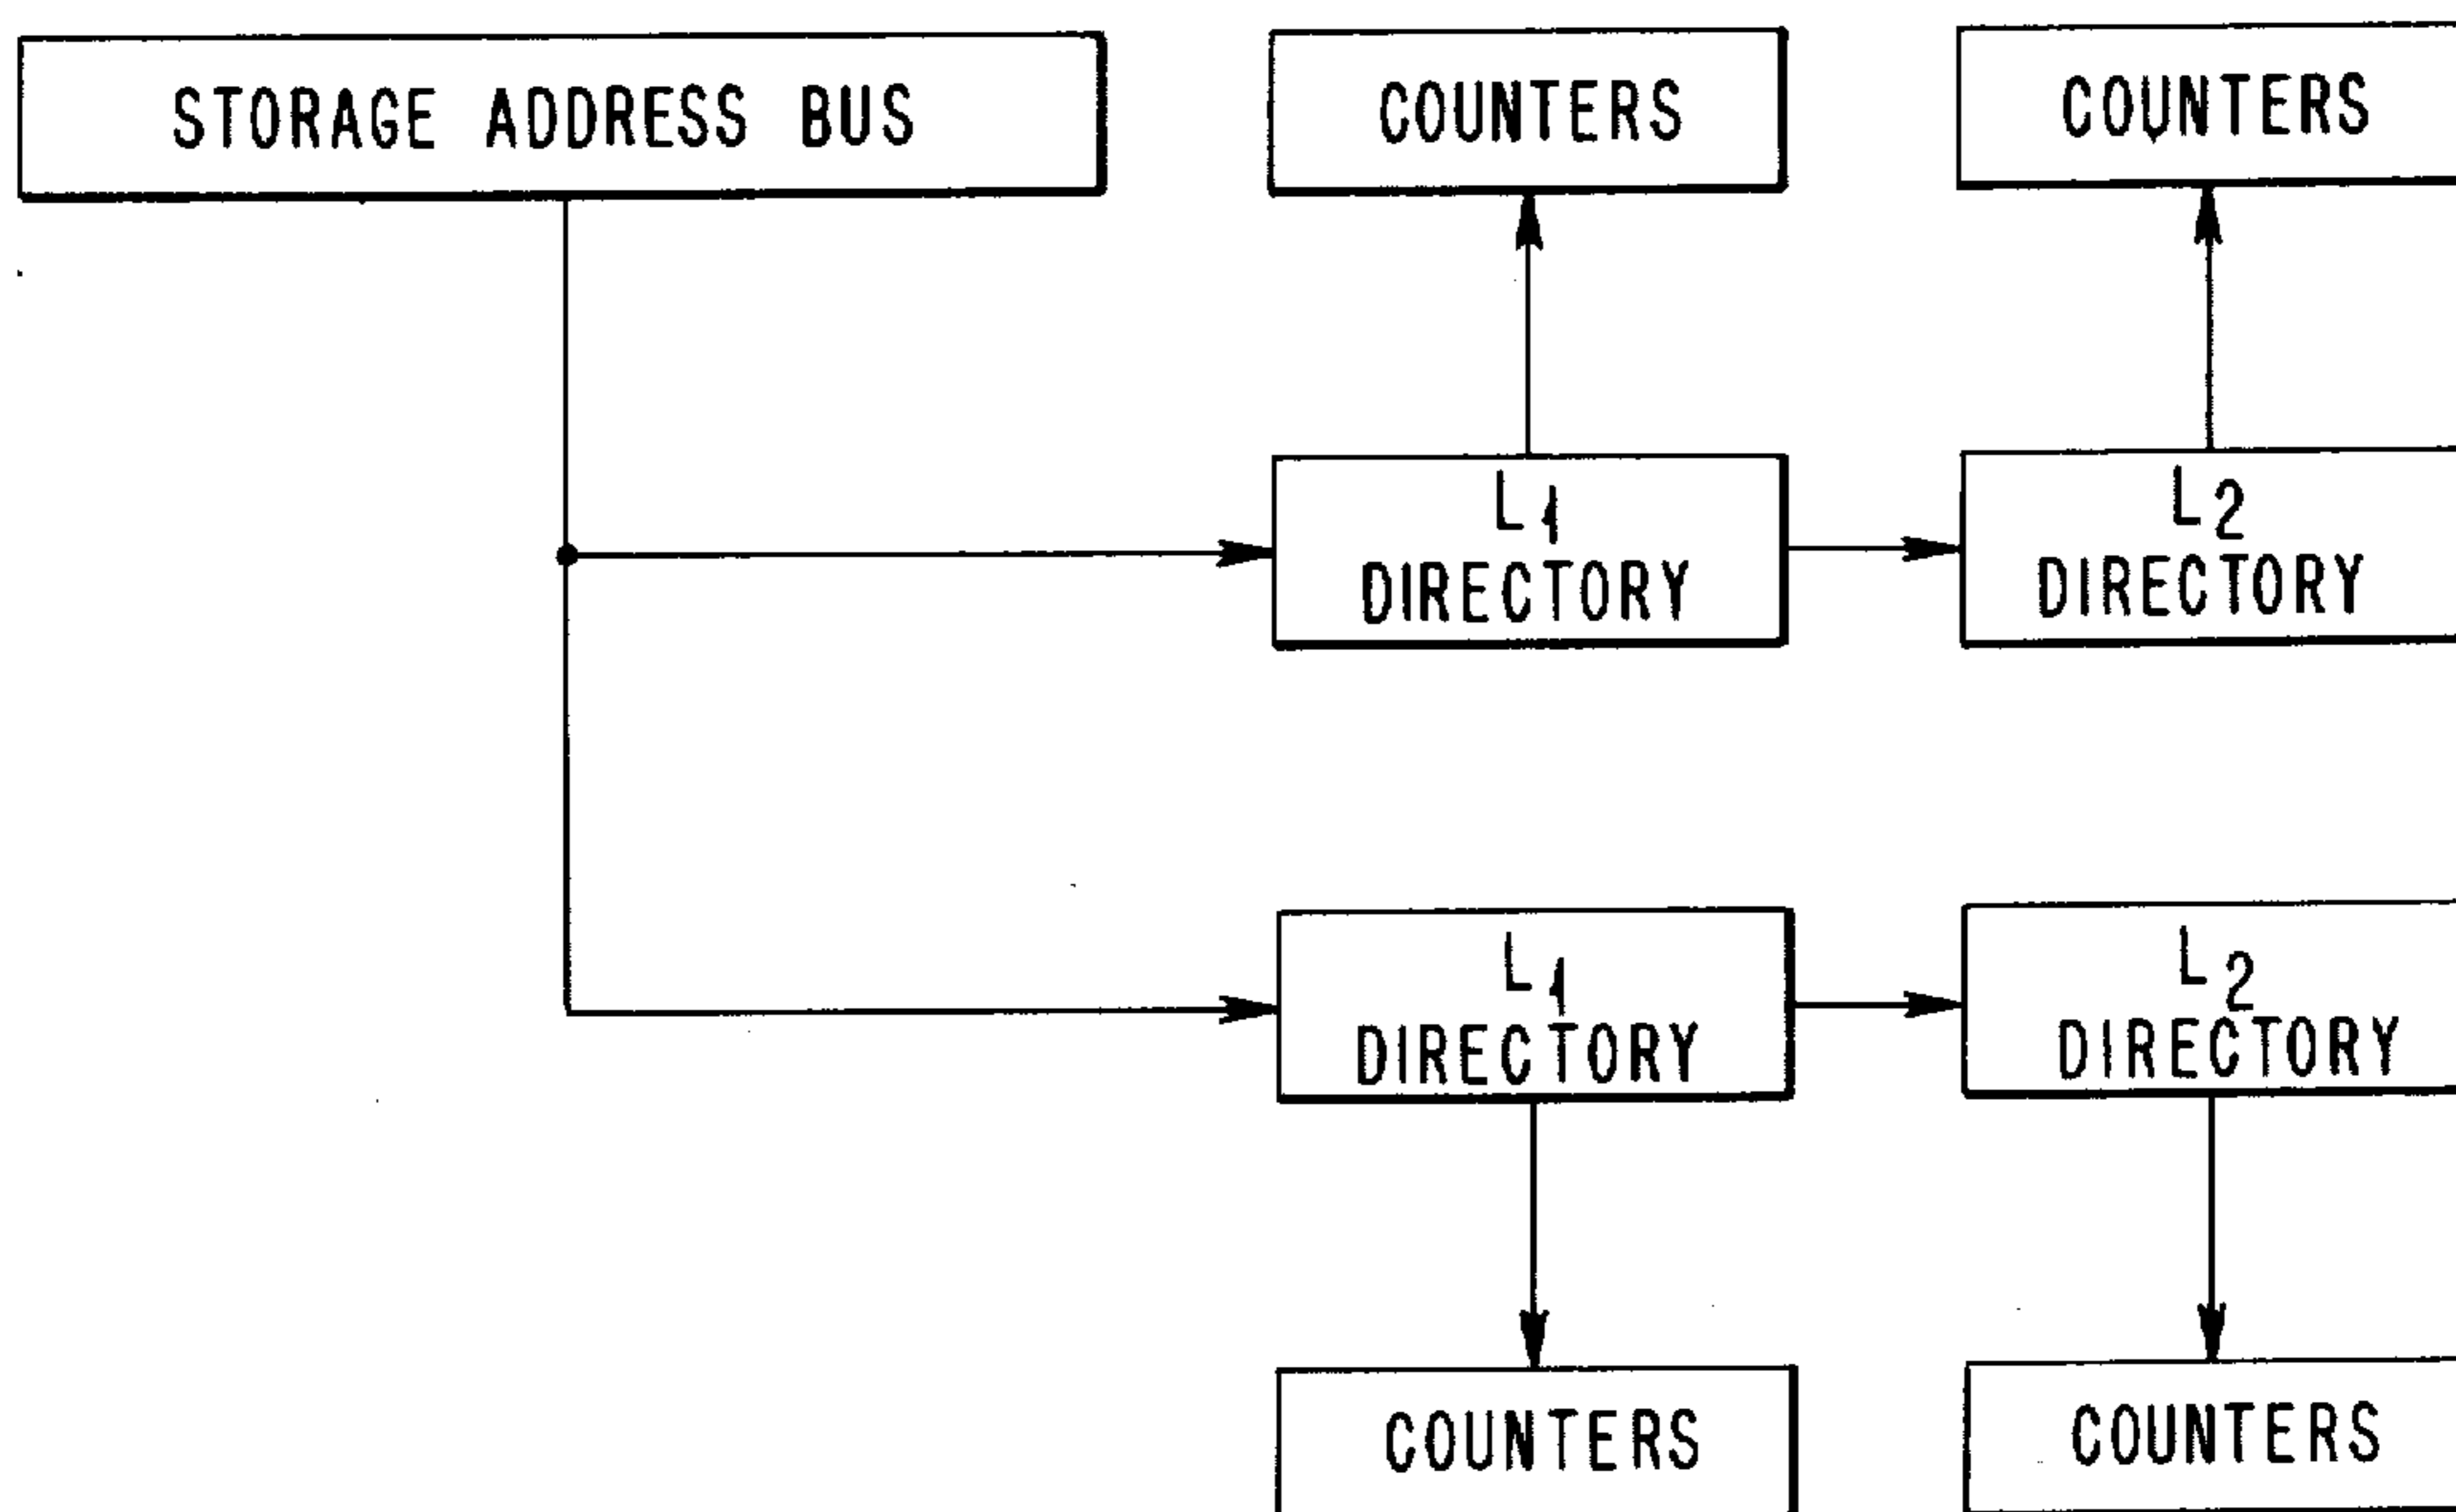 STORAGE ADDRESS BUS
COUNTERS
COUNTERS
L1
DIRECTORY
L2
DIRECTORY
L1
DIRECTORY
L2
DIRECTORY
COUNTERS
COUNTERS